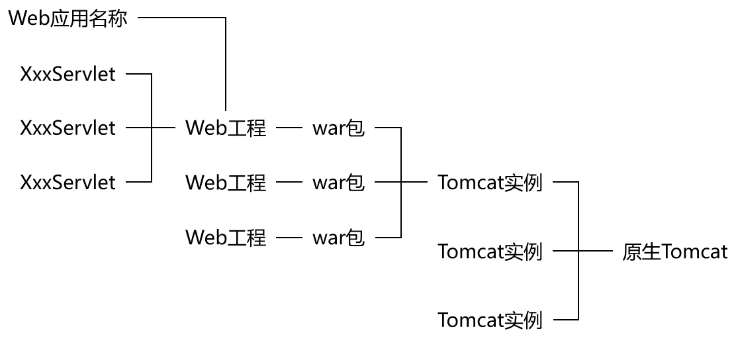 Web应用名称
XxxServlet
XxxServlet
Web工程
war包
XxxServlet
Web工程
war包
Tomcat实例
Web工程
war包
Tomcat实例
原生Tomcat
Tomcat实例